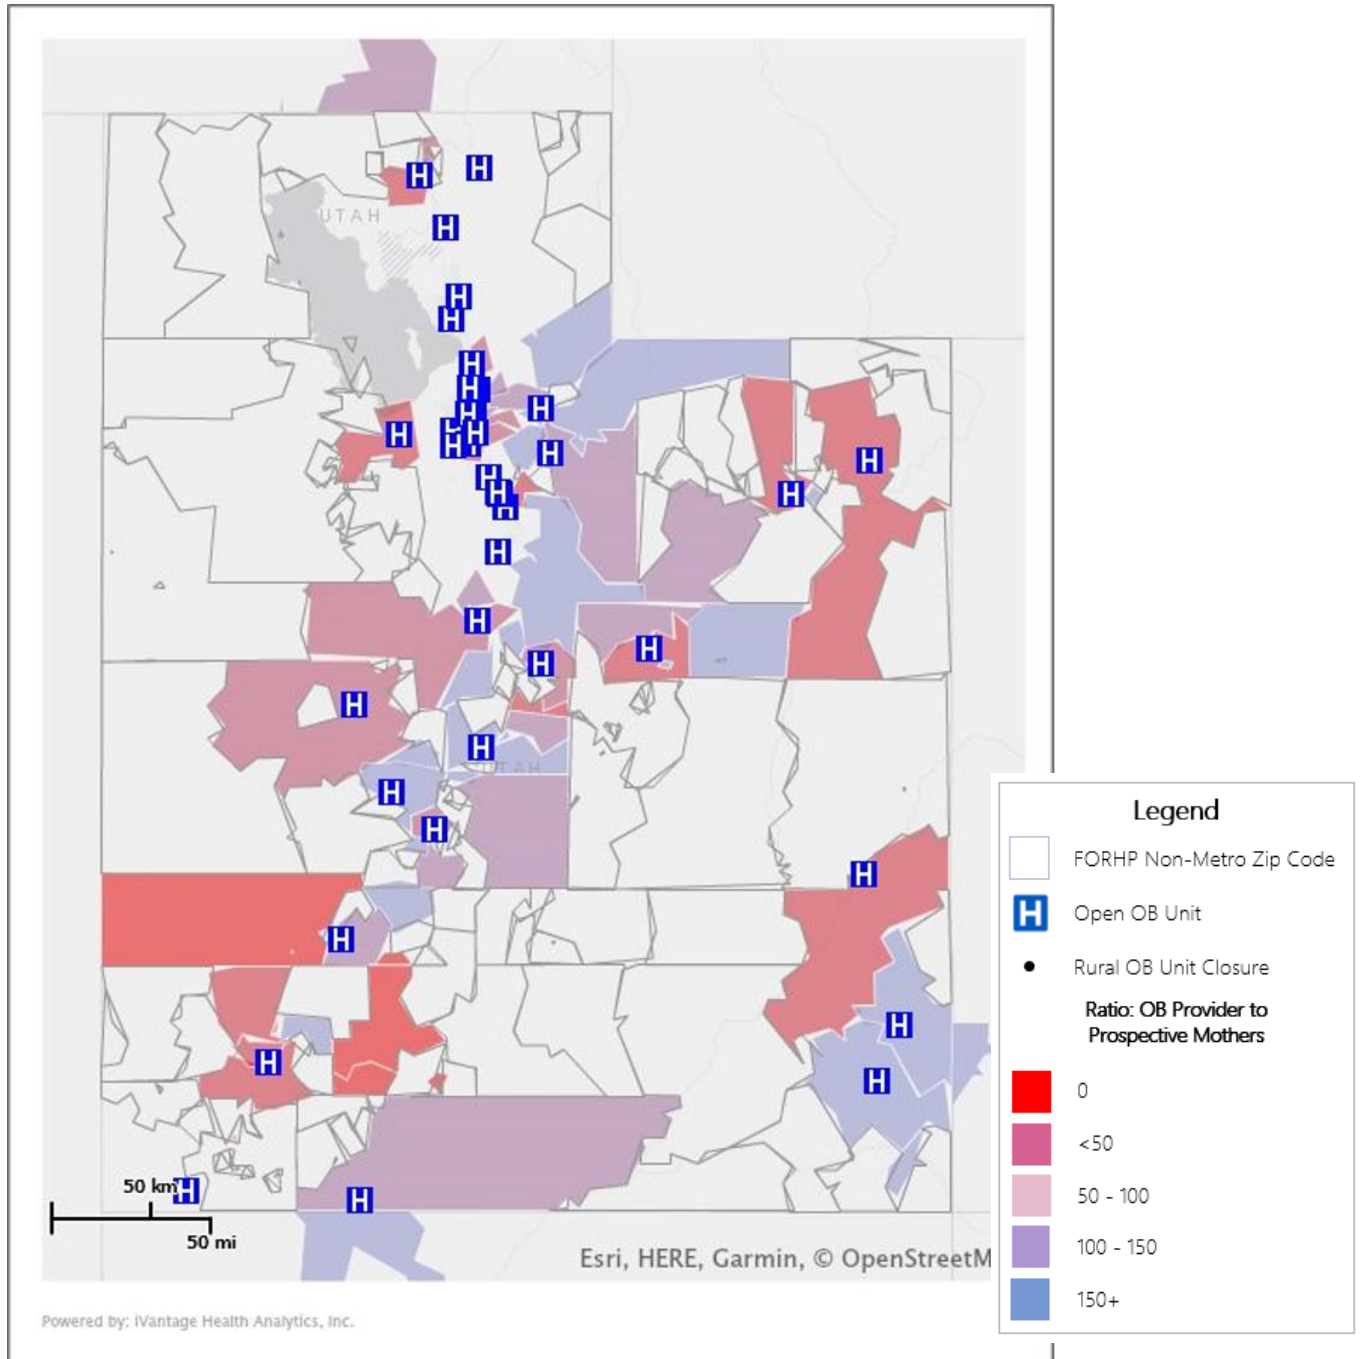 UTAH
UTAH
50 km
50 mi
Esri, HERE, Garmin, © OpenStreetM
Powered by: iVantage Health Analytics, Inc.
Legend
FORHP Non-Metro Zip Code
H Open OB Unit
Rural OB Unit Closure
Ratio: OB Provider to
Prospective Mothers
0
<50
50 - 100
100 - 150
150+